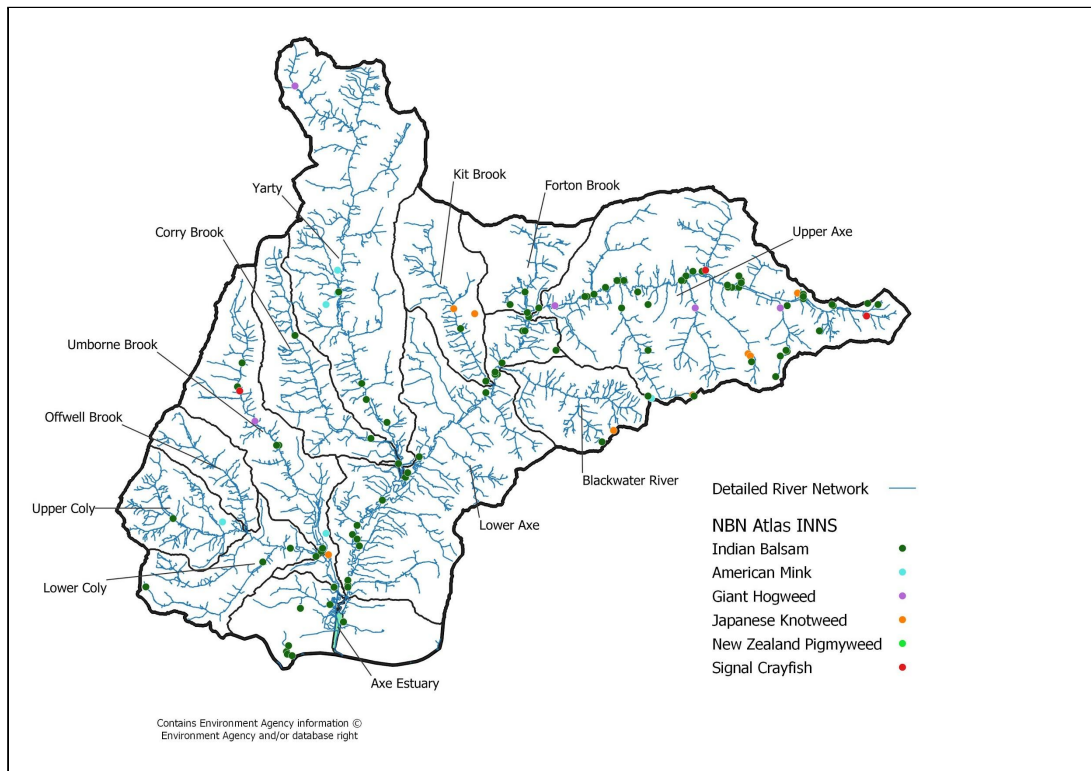 Kit Brook
Forton Brook
Yarty
Upper Axe
Corry Brook
Umborne Brook
Offwell Brook
Blackwater River
Detailed River Network
Upper Coly
Lower Axe
NBN Atlas INNS
Indian Balsam
American Mink
Lower Coly
Giant Hogweed
Japanese Knotweed
New Zealand Pigmyweed
Signal Crayfish
Axe Estuary
Contains Environment Agency information ©
Environment Agency and/or database right